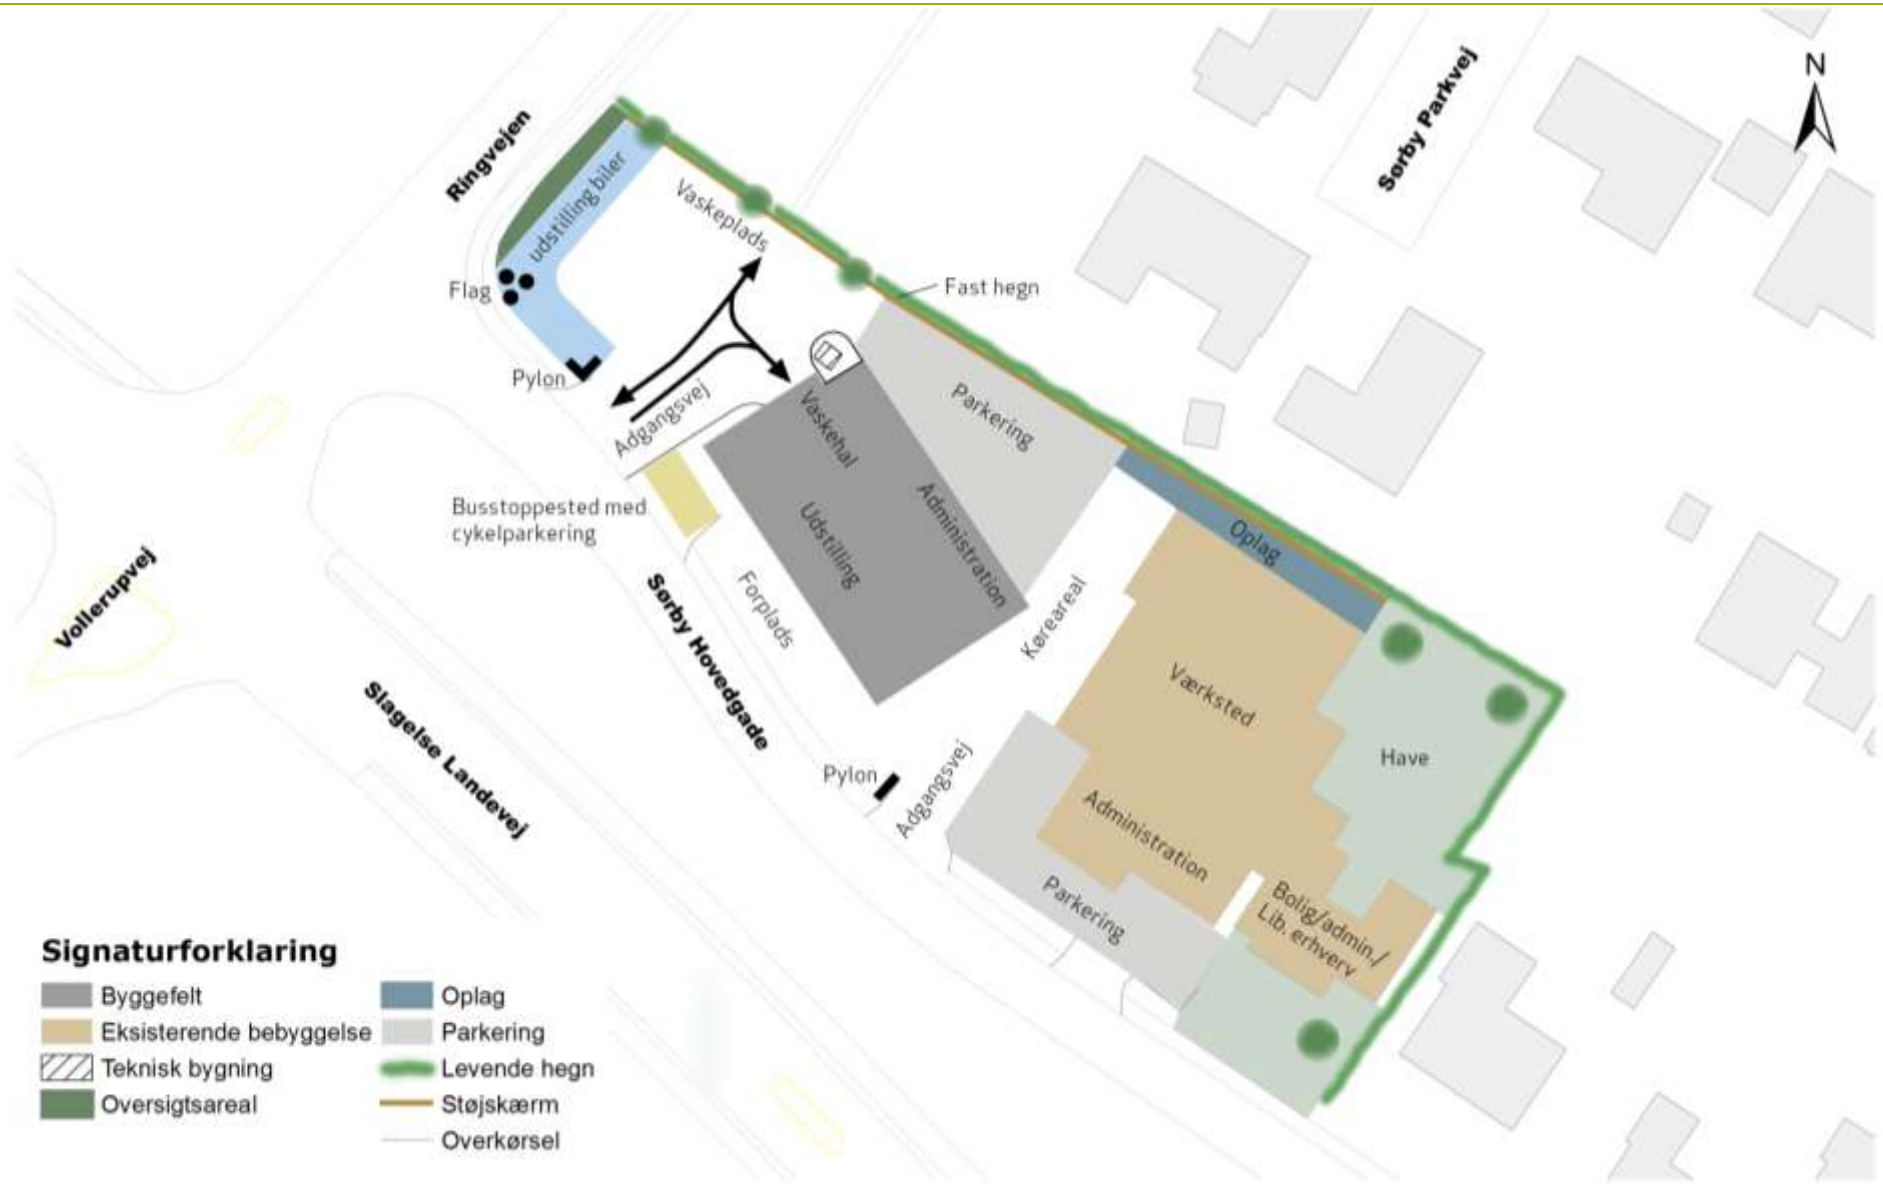 N
Sørby Parkvej
Ringvejen
udstilling biler
Vaskeplads
Flag
Fast hegn
Pylon
Adgangsvej
Vaskehal
Parkering
Busstoppested med
cykelparkering
Udstilling
Administration
Oplag
Forplads
Køreareal
Vollerupvej
Sørby Hovedgade
Slagelse Landevej
Værksted
Have
Pylon
Adgangsvej
Administration
Parkering
Bolig/admin./
Lib. erhverv
Signaturforklaring
Byggefelt
Eksisterende bebyggelse
Teknisk bygning
Oversigtsareal
Oplag
Parkering
Levende hegn
Støjskærm
Overkørsel